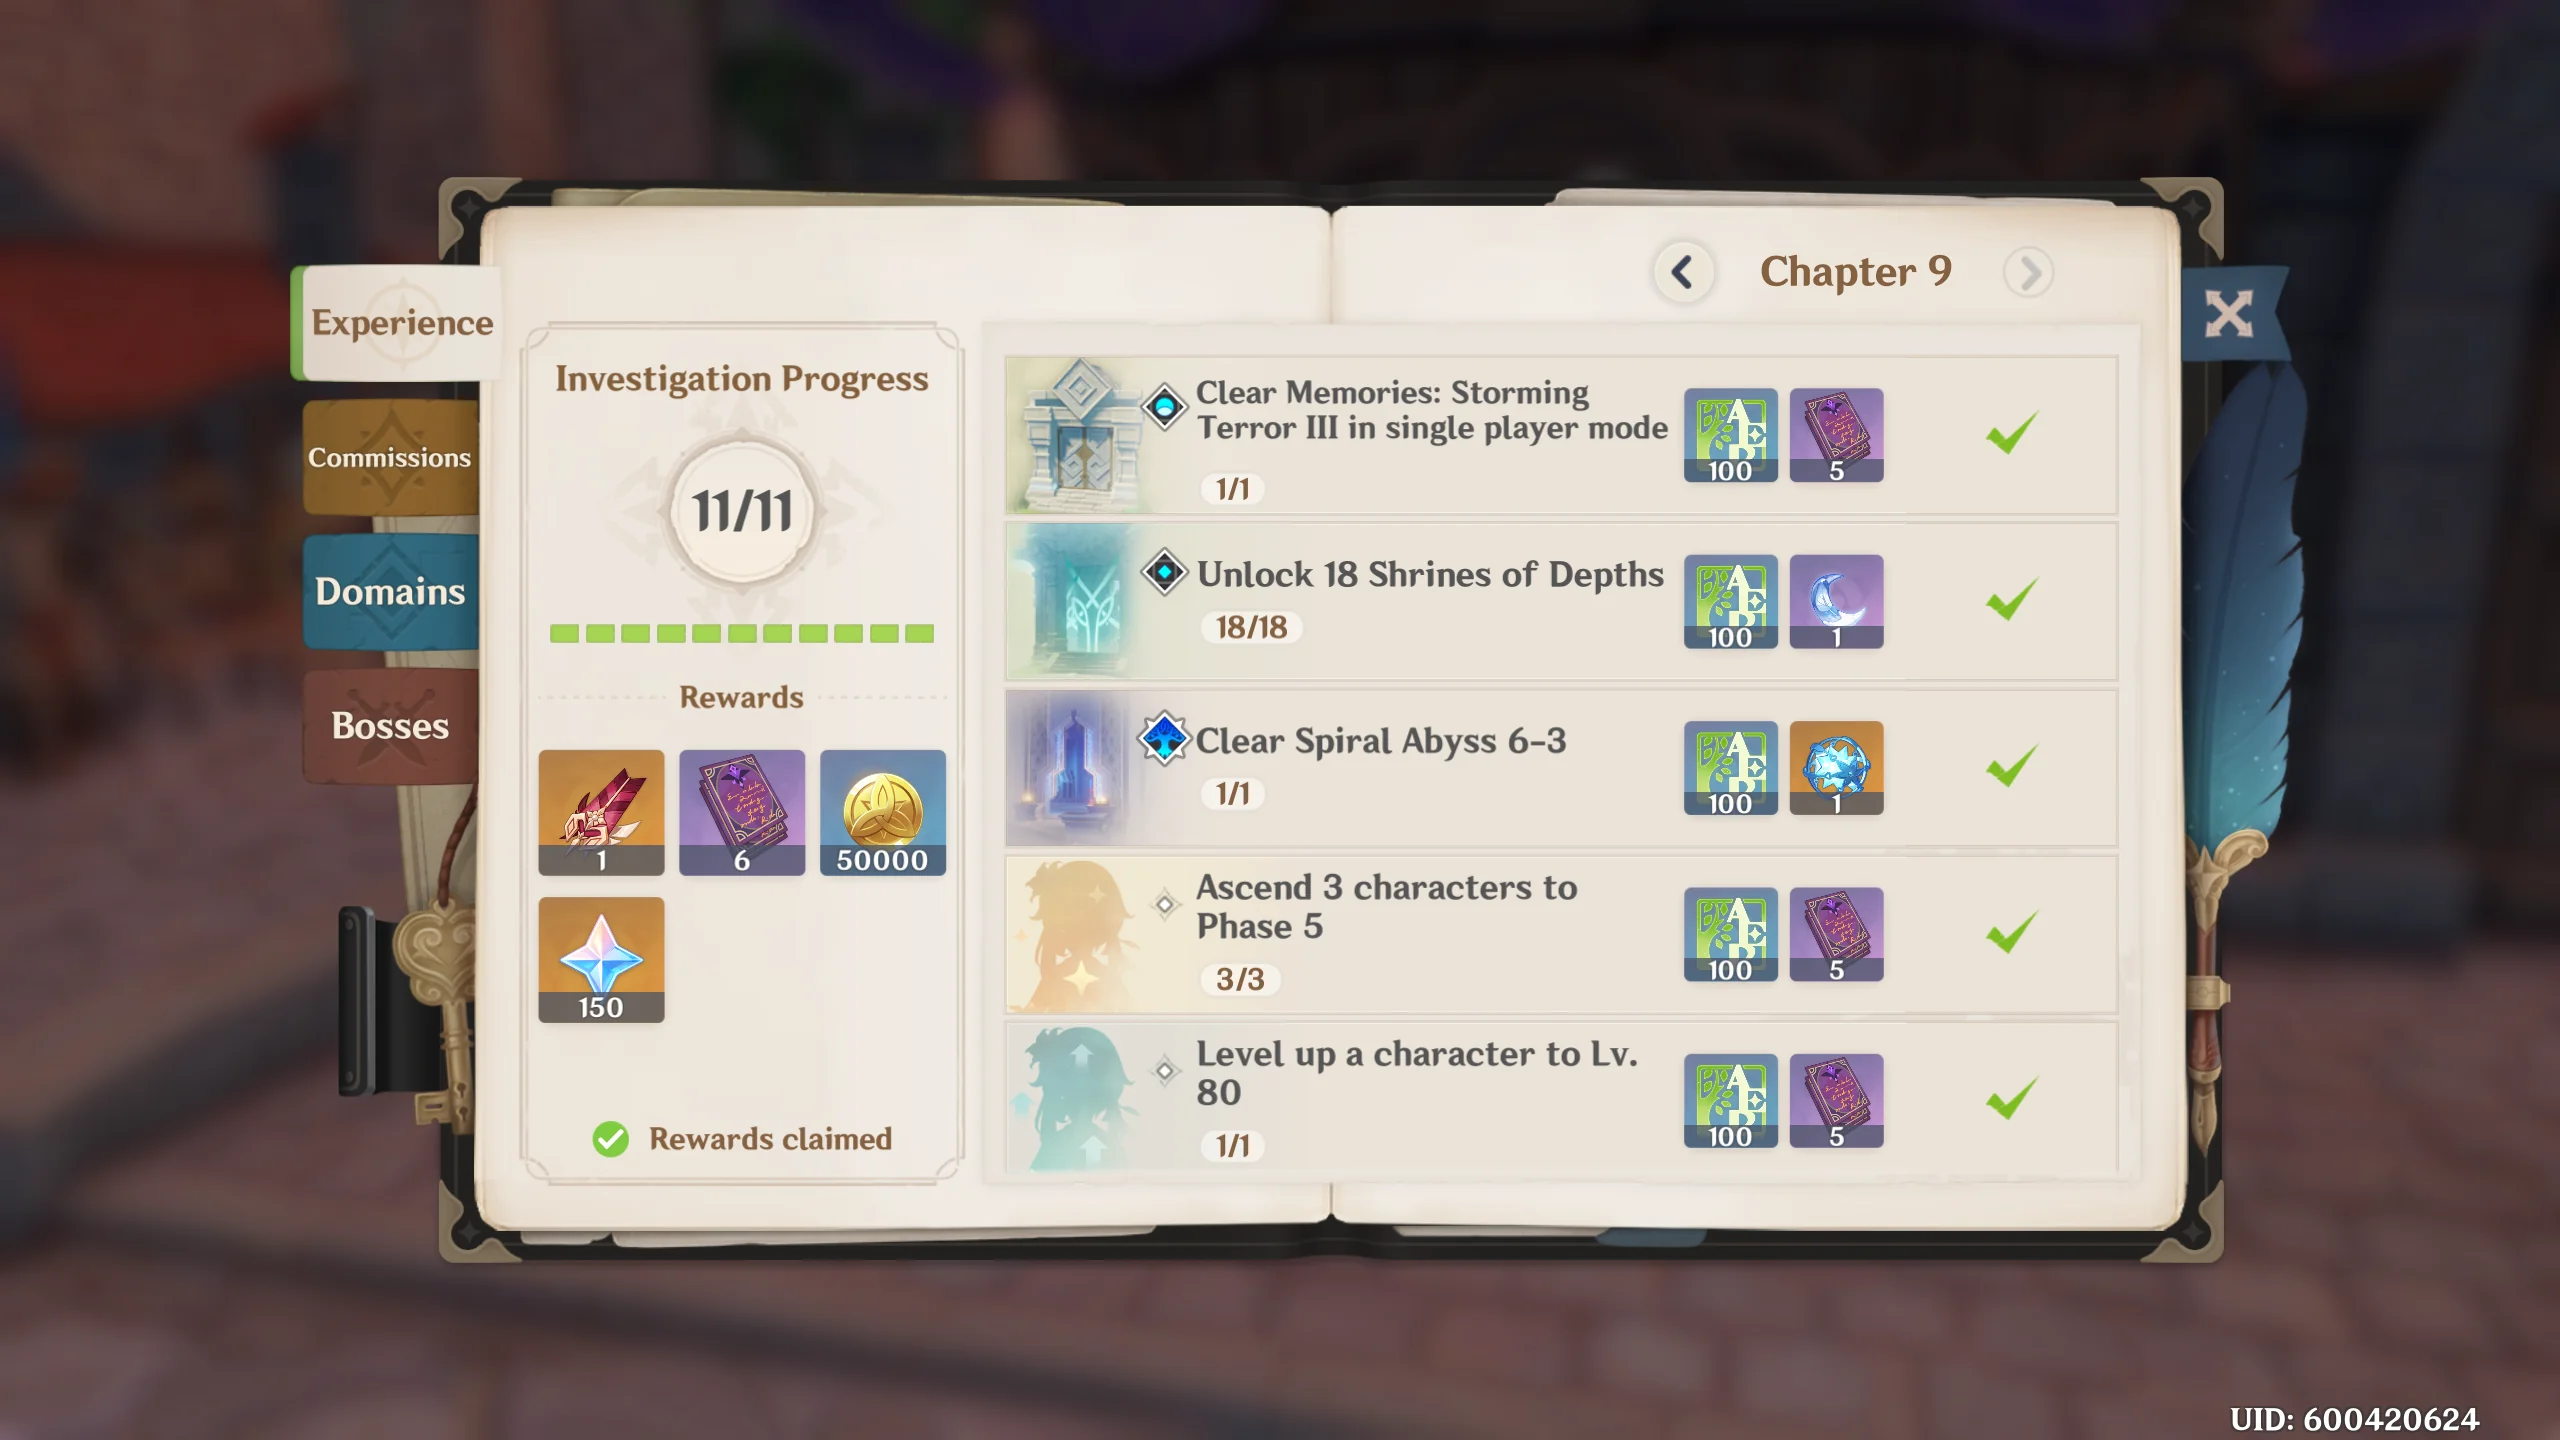 Experience
Commissions
Domains
Bosses
Investigation Progress
11/11
Rewards
1
6
50000
150
Rewards claimed
Chapter 9
Clear Memories: Storming
Terror III in single player mode
1/1
100
5
Unlock 18 Shrines of Depths
18/18
100
1
Clear Spiral Abyss 6-3
1/1
100
1
Ascend 3 characters to
Phase 5
3/3
100
5
Level up a character to Lv.
80
1/1
100
5
UID: 600420624